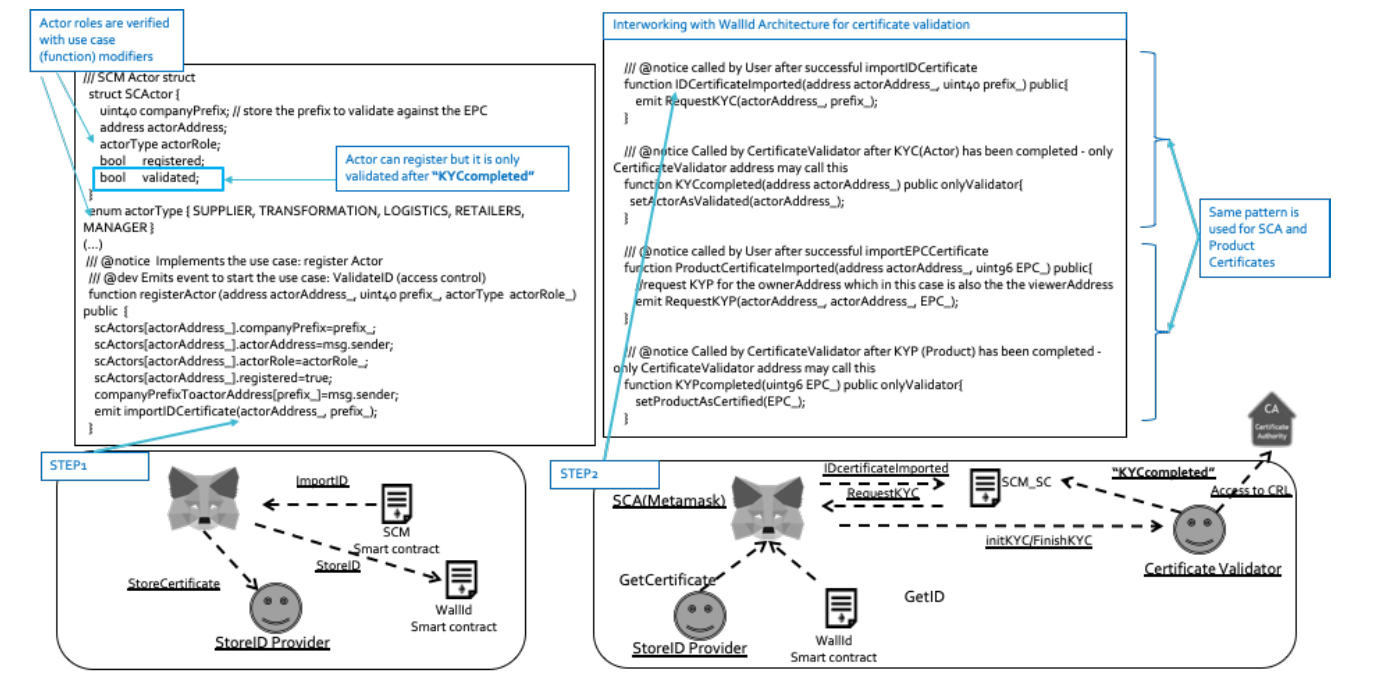 Actor roles are verified
with use case
(function) modifiers
/// SCM Actor struct
struct SCActor {
uint40 companyPrefix; // store the prefix to validate against the EPC
address actorAddress;
actorType actorRole;
bool registered;
bool validated;
}
enum actorType { SUPPLIER, TRANSFORMATION, LOGISTICS, RETAILERS,
MANAGER }
(...)
/// @notice Implements the use case: register Actor
/// @dev Emits event to start the use case: ValidateID (access control)
function registerActor (address actorAddress_, uint40 prefix_, actorType actorRole_)
public {
scActors[actorAddress_].companyPrefix=prefix_;
scActors[actorAddress_].actorAddress=msg.sender;
scActors[actorAddress_].actorRole=actorRole_;
scActors[actorAddress_].registered=true;
companyPrefixToactorAddress[prefix_]=msg.sender;
emit importIDCertificate(actorAddress_, prefix_);
}
Actor can register but it is only
validated after "KYCcompleted"
Interworking with WallId Architecture for certificate validation
/// @notice called by User after successful importIDCertificate
function IDCertificateImported(address actorAddress_, uint40 prefix_) public{
emit RequestKYC(actorAddress_, prefix_);
}
/// @notice Called by CertificateValidator after KYC(Actor) has been completed - only
CertificateValidator address may call this
function KYCcompleted(address actorAddress_) public onlyValidator{
setActorAsValidated(actorAddress_);
}
/// @notice called by User after successful importEPCCertificate
function ProductCertificateImported(address actorAddress_, uint96 EPC_) public{
//request KYP for the ownerAddress which in this case is also the the viewerAddress
emit RequestKYP(actorAddress_, actorAddress_, EPC_);
}
/// @notice Called by CertificateValidator after KYP (Product) has been completed -
only CertificateValidator address may call this
function KYPcompleted(uint96 EPC_) public onlyValidator{
setProductAsCertified(EPC_);
}
Same pattern is
used for SCA and
Product
Certificates
STEP1
ImportID
SCM
Smart contract
StoreID
StoreCertificate
WallId
Smart contract
StoreID Provider
STEP2
SCA(Metamask)
IDcertificateImported
RequestKYC
SCM_SC
"KYCcompleted"
CA
Certificate
Authority
Access to CRL
initKYC/FinishKYC
Certificate Validator
GetCertificate
GetID
StoreID Provider
WallId
Smart contract